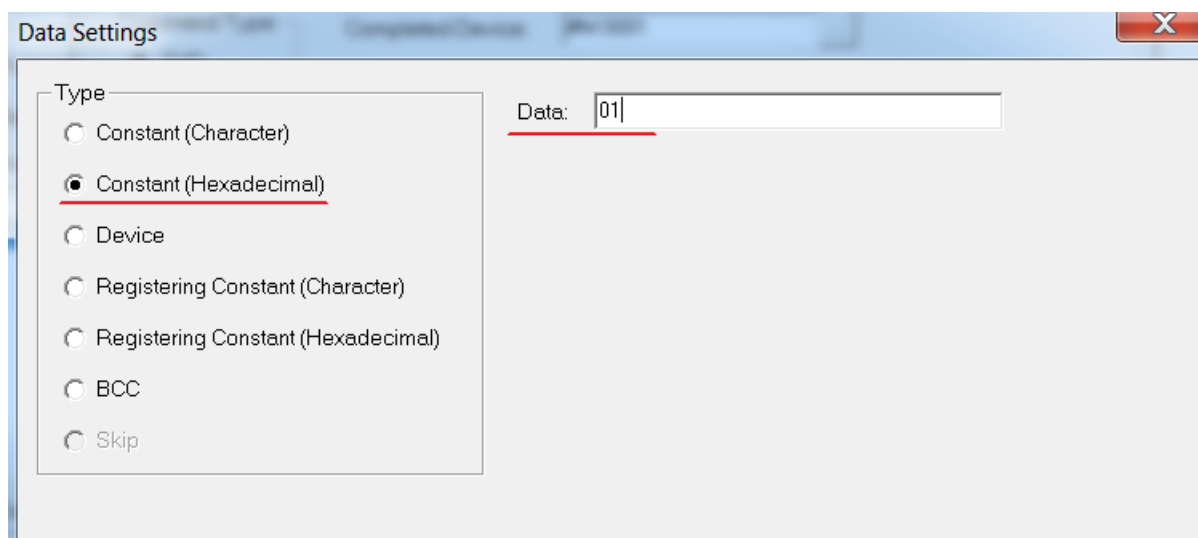 Data Settings
Type
Data: 01
Constant (Character)
Constant (Hexadecimal)
Device
Registering Constant (Character)
Registering Constant (Hexadecimal)
BCC
Skip